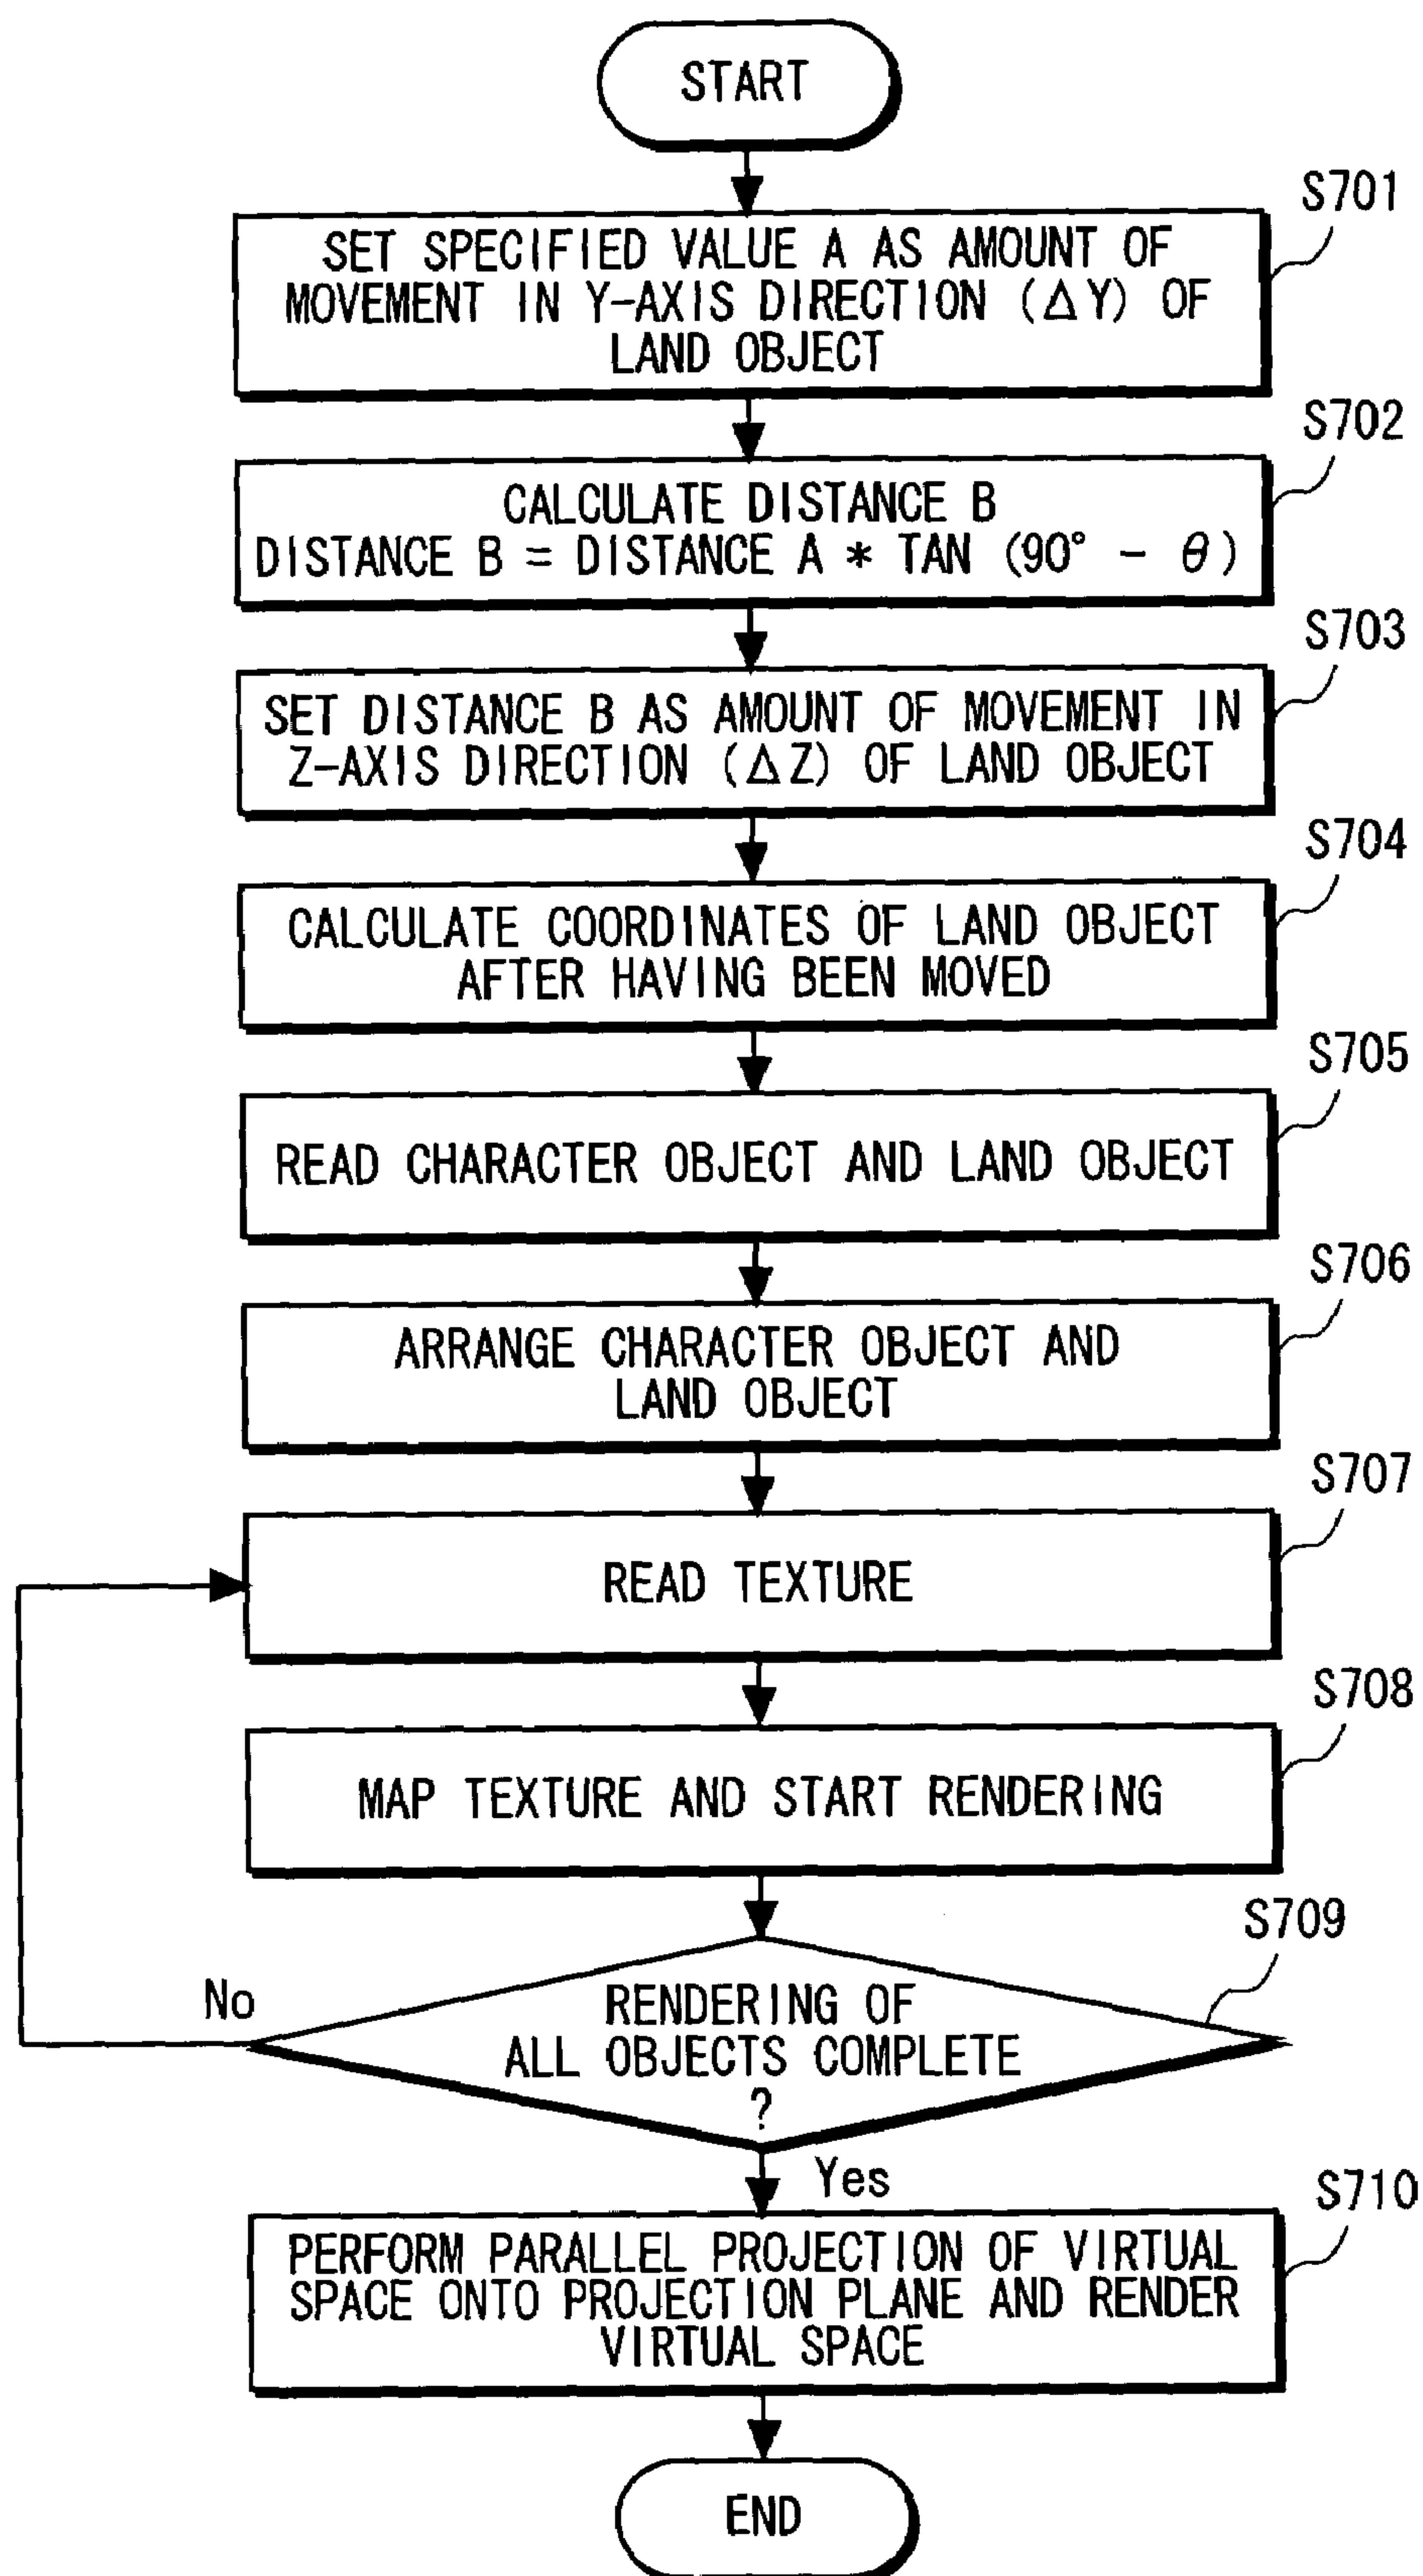 START
S701
SET SPECIFIED VALUE A AS AMOUNT OF
MOVEMENT IN Y-AXIS DIRECTION (ΔY) OF
LAND OBJECT
S702
CALCULATE DISTANCE B
DISTANCE B = DISTANCE A * TAN (90° - θ)
S703
SET DISTANCE B AS AMOUNT OF MOVEMENT IN
Z-AXIS DIRECTION (ΔZ) OF LAND OBJECT
S704
CALCULATE COORDINATES OF LAND OBJECT
AFTER HAVING BEEN MOVED
S705
READ CHARACTER OBJECT AND LAND OBJECT
S706
ARRANGE CHARACTER OBJECT AND
LAND OBJECT
S707
READ TEXTURE
S708
MAP TEXTURE AND START RENDERING
S709
No
RENDERING OF
ALL OBJECTS COMPLETE
?
Yes
S710
PERFORM PARALLEL PROJECTION OF VIRTUAL
SPACE ONTO PROJECTION PLANE AND RENDER
VIRTUAL SPACE
END